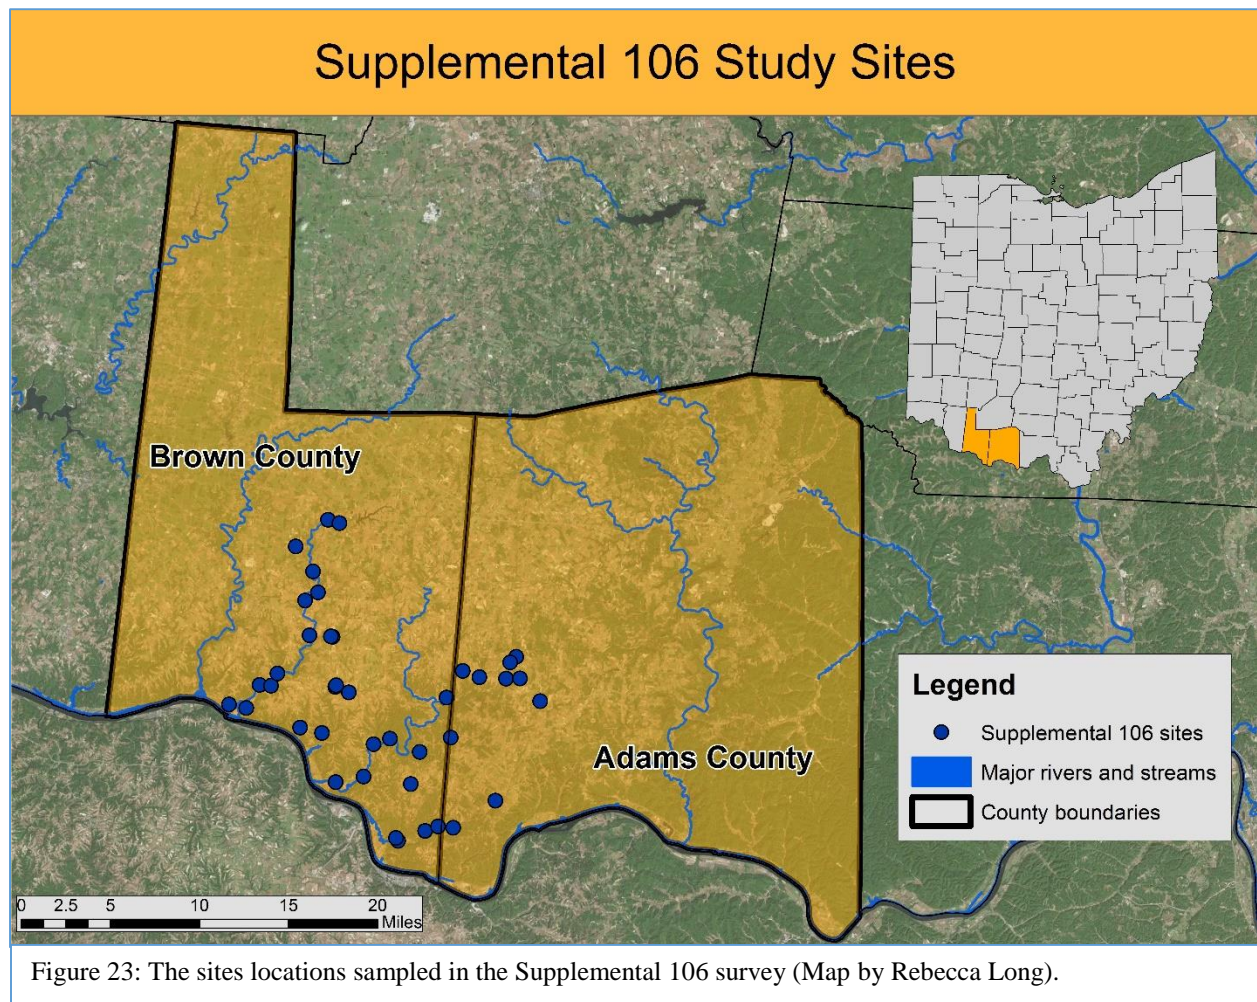 Supplemental 106 Study Sites
Brown County
Adams County
Legend
Supplemental 106 sites
Major rivers and streams
County boundaries
0 2.5 5 10 15 20
Miles
Figure 23: The sites locations sampled in the Supplemental 106 survey (Map by Rebecca Long).